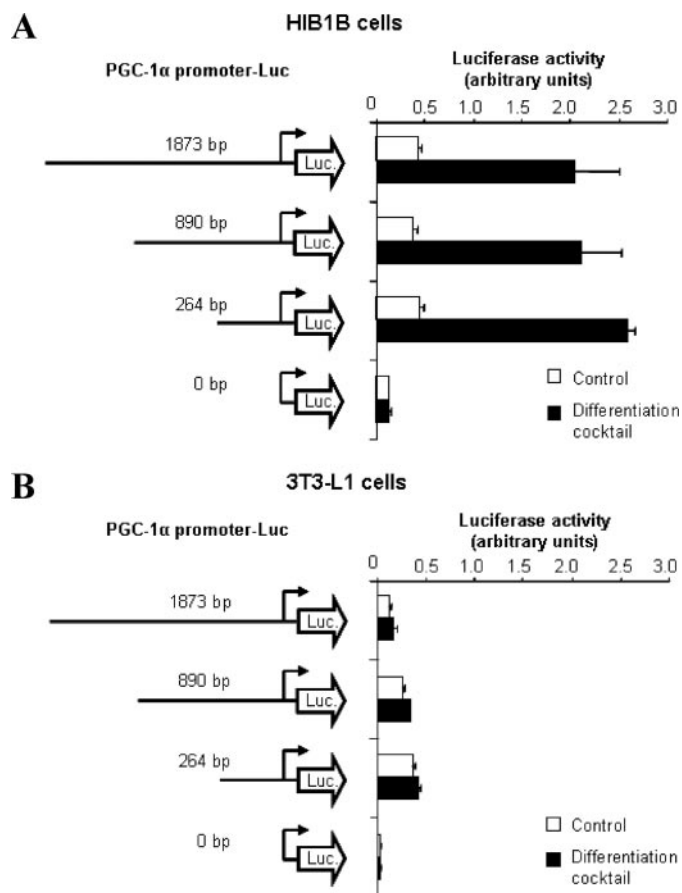 A
HIB1B cells
PGC-1α promoter-Luc
Luciferase activity
(arbitrary units)
0 0.5 1.0 1.5 2.0 2.5 3.0
1873 bp
Luc.
890 bp
Luc.
264 bp
Luc.
0 bp
Luc.
Control
Differentiation
cocktail
B
3T3-L1 cells
PGC-1α promoter-Luc
Luciferase activity
(arbitrary units)
0 0.5 1.0 1.5 2.0 2.5 3.0
1873 bp
Luc.
890 bp
Luc.
264 bp
Luc.
0 bp
Luc.
Control
Differentiation
cocktail